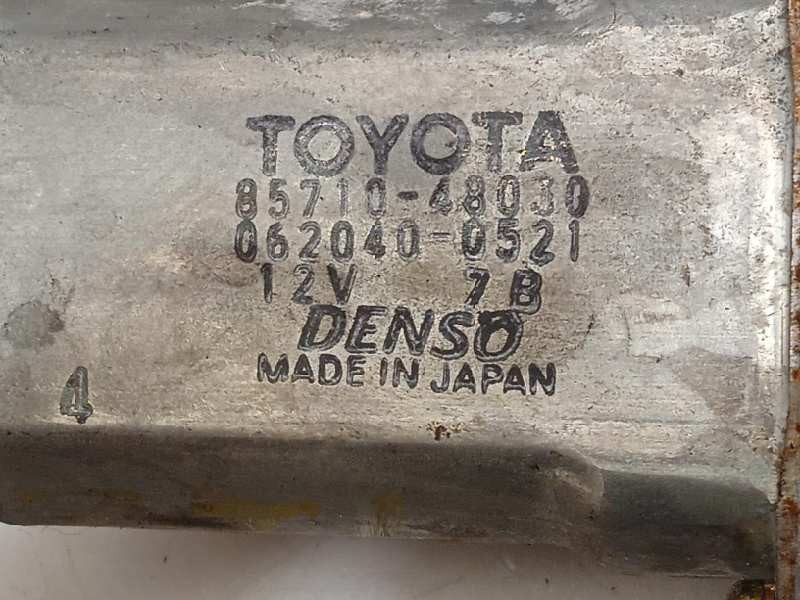 TOYOTA
85710-48030
062040-0521
12V 7B
DENSO
MADE IN JAPAN
4